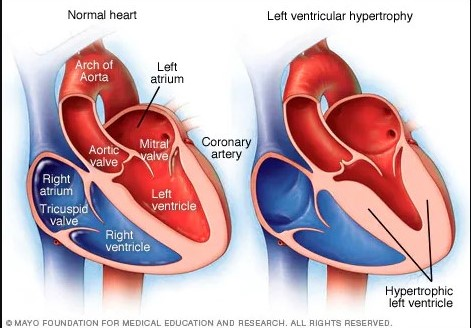 Normal heart
Left ventricular hypertrophy
Arch of
Aorta
Left
atrium
Aortic
valve
Mitral
valve
Coronary
artery
Right
atrium
Tricuspid
valve
Left
ventricle
Right
ventricle
Hypertrophic
left ventricle
© MAYO FOUNDATION FOR MEDICAL EDUCATION AND RESEARCH. ALL RIGHTS RESERVED.